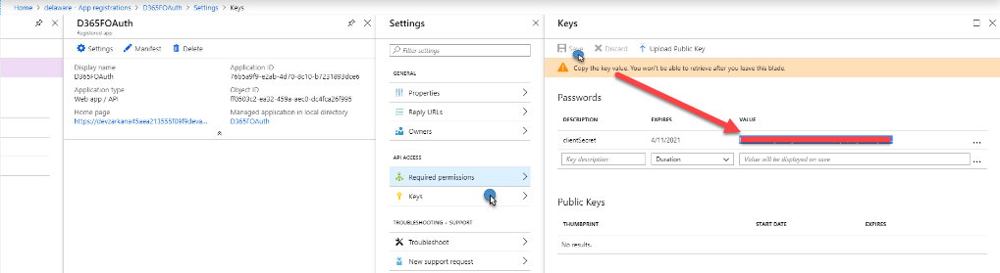 Home > delaware - App registrations > D365FOAuth > Settings > Keys
D365FOAuth
Registered app
Settings Manifest Delete
Display name
D365FOAuth
Application type
Web app / API
Home page
https://devzarkana45aea213555f09f9deva...
Application ID
76b5a9f9-e2ab-4d70-8c10-b7231893dce6
Object ID
ff0503c2-ea32-459a-aec0-dc4fca26f995
Managed application in local directory
D365FOAuth
Settings
Filter settings
GENERAL
Properties
Reply URLs
Owners
API ACCESS
Required permissions
Keys
TROUBLESHOOTING + SUPPORT
Troubleshoot
New support request
Keys
Save Discard Upload Public Key
Copy the key value. You won't be able to retrieve after you leave this blade.
Passwords
DESCRIPTION EXPIRES VALUE
clientSecret 4/11/2021 ...
Key description Duration Value will be displayed on save ...
Public Keys
THUMBPRINT START DATE EXPIRES
No results.